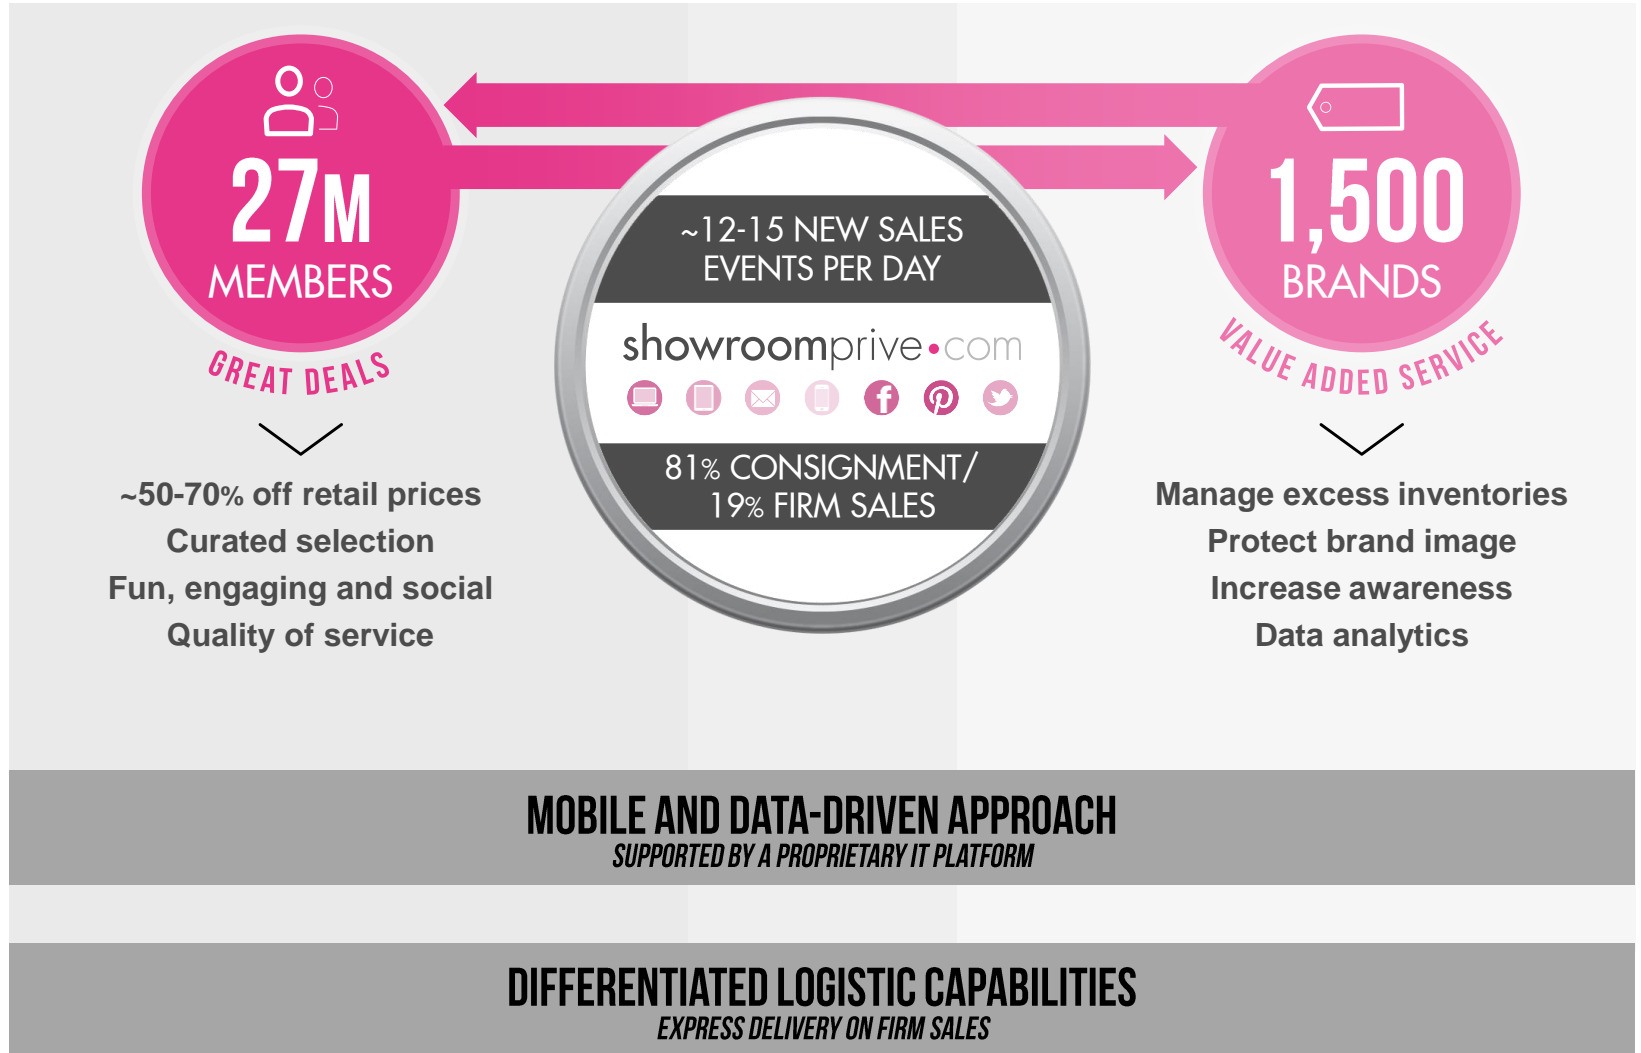 27M
MEMBERS
GREAT DEALS
~50-70% off retail prices
Curated selection
Fun, engaging and social
Quality of service
~12-15 NEW SALES
EVENTS PER DAY
showroomprive•com
81% CONSIGNMENT/
19% FIRM SALES
1,500
BRANDS
VALUE ADDED SERVICE
Manage excess inventories
Protect brand image
Increase awareness
Data analytics
MOBILE AND DATA-DRIVEN APPROACH
SUPPORTED BY A PROPRIETARY IT PLATFORM
DIFFERENTIATED LOGISTIC CAPABILITIES
EXPRESS DELIVERY ON FIRM SALES